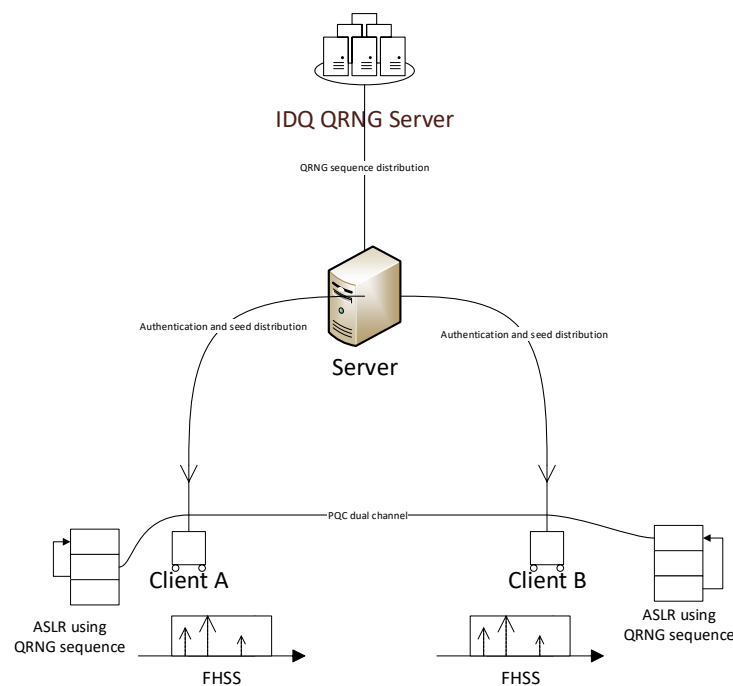 IDQ QRNG Server
QRNG sequence distribution
Authentication and seed distribution
Authentication and seed distribution
Server
PQC dual channel
Client A
Client B
ASLR using
QRNG sequence
ASLR using
QRNG sequence
FHSS
FHSS